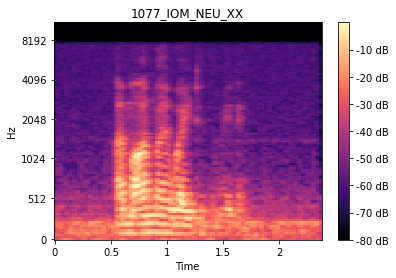 1077_IOM_NEU_XX
8192
4096
2048
1024
512
0
Hz
0
0.5
1
1.5
2
Time
-10 dB
-20 dB
-30 dB
-40 dB
-50 dB
-60 dB
-70 dB
-80 dB